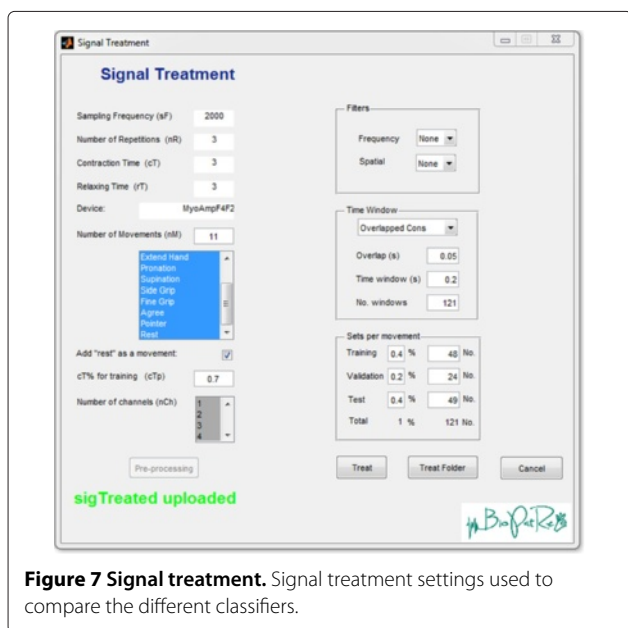 Signal Treatment
Signal Treatment
Sampling Frequency (sF) 2000
Number of Repetitions (nR) 3
Contraction Time (cT) 3
Relaxing Time (rT) 3
Device: MyoAmpF4F2
Number of Movements (nM) 11
Extend Hand
Pronation
Supination
Side Grip
Fine Grip
Agree
Pointer
Rest
Add "rest" as a movement:
cT% for training (cTp) 0.7
Number of channels (nCh) 1
2
3
4
Pre-processing
sigTreated uploaded
Filters
Frequency None
Spatial None
Time Window
Overlapped Cons
Overlap (s) 0.05
Time window (s) 0.2
No. windows 121
Sets per movement
Training 0.4 % 48 No.
Validation 0.2 % 24 No.
Test 0.4 % 49 No.
Total 1 % 121 No.
Treat Treat Folder Cancel
BioPatRec
Figure 7 Signal treatment. Signal treatment settings used to
compare the different classifiers.